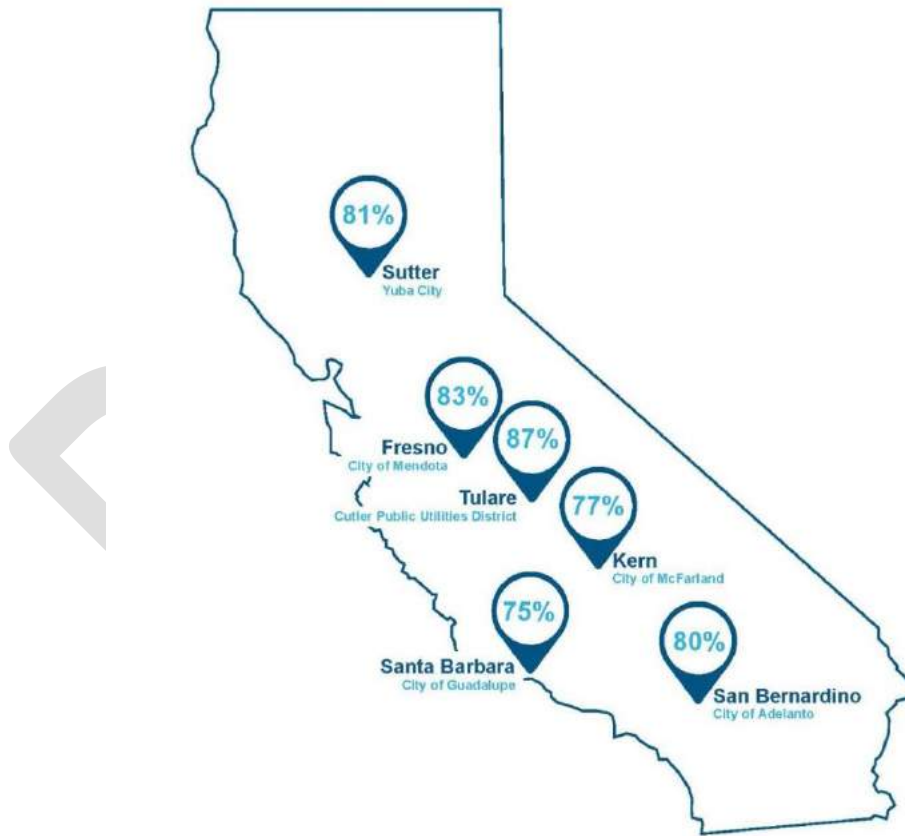 81%
Sutter
Yuba City
83%
Fresno
City of Mendota
87%
Tulare
Cutler Public Utilities District
77%
Kern
City of McFarland
75%
Santa Barbara
City of Guadalupe
80%
San Bernardino
City of Adelanto